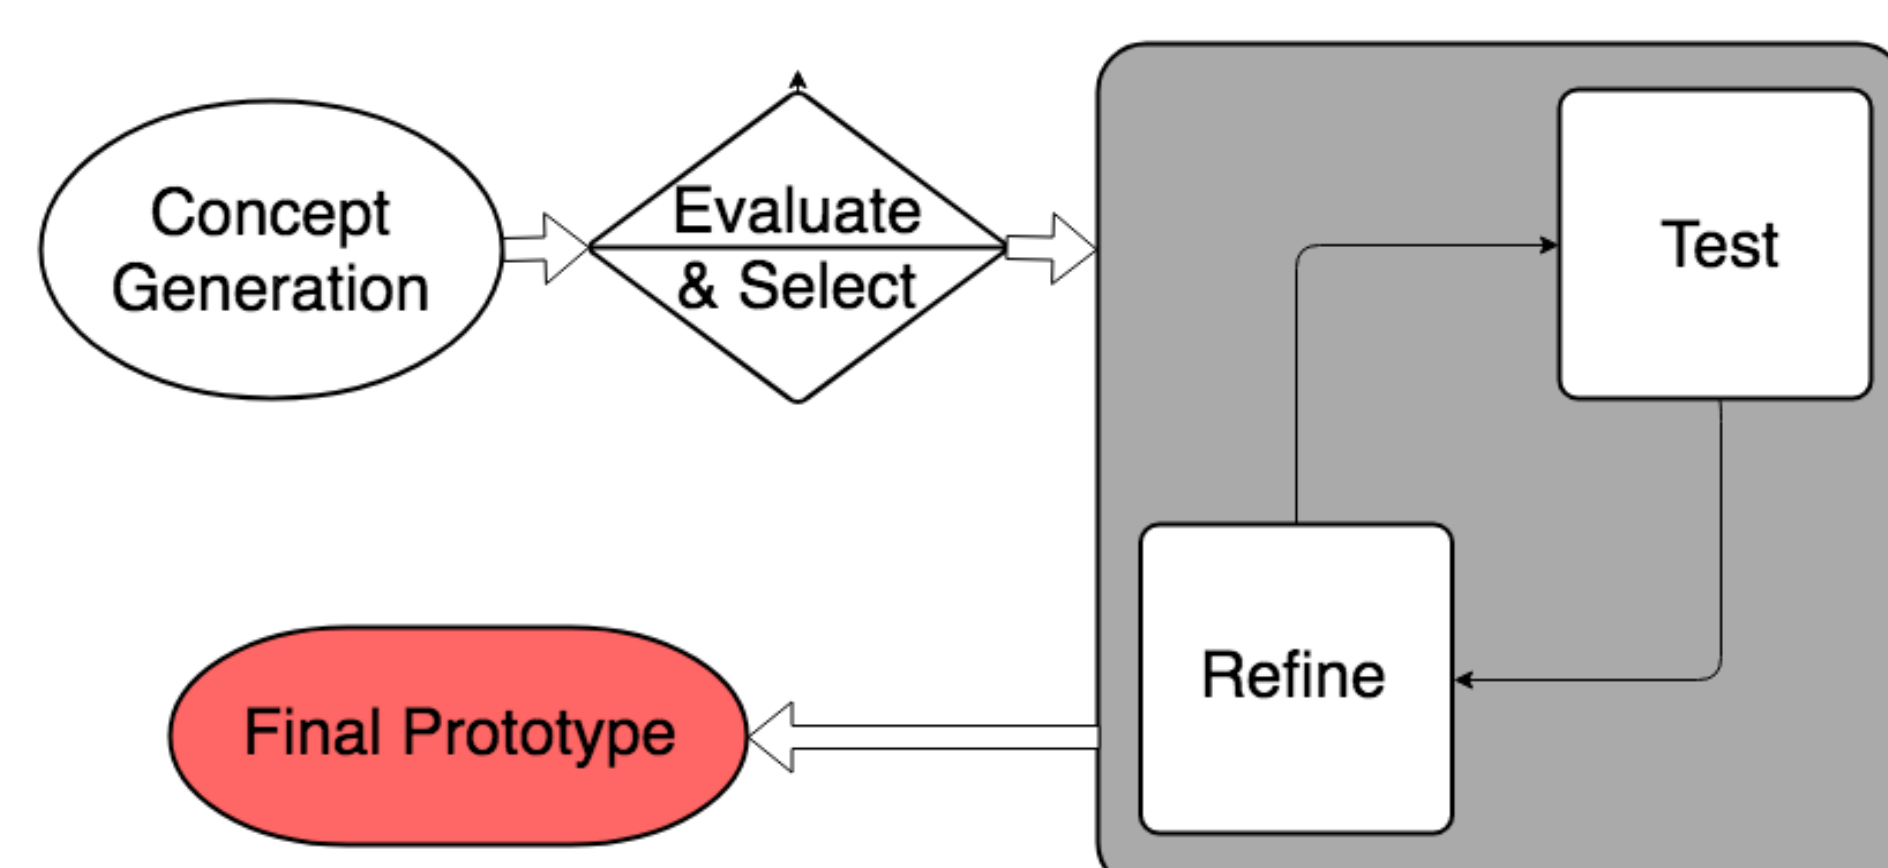 Concept
Generation
Evaluate
& Select
Test
Refine
Final Prototype